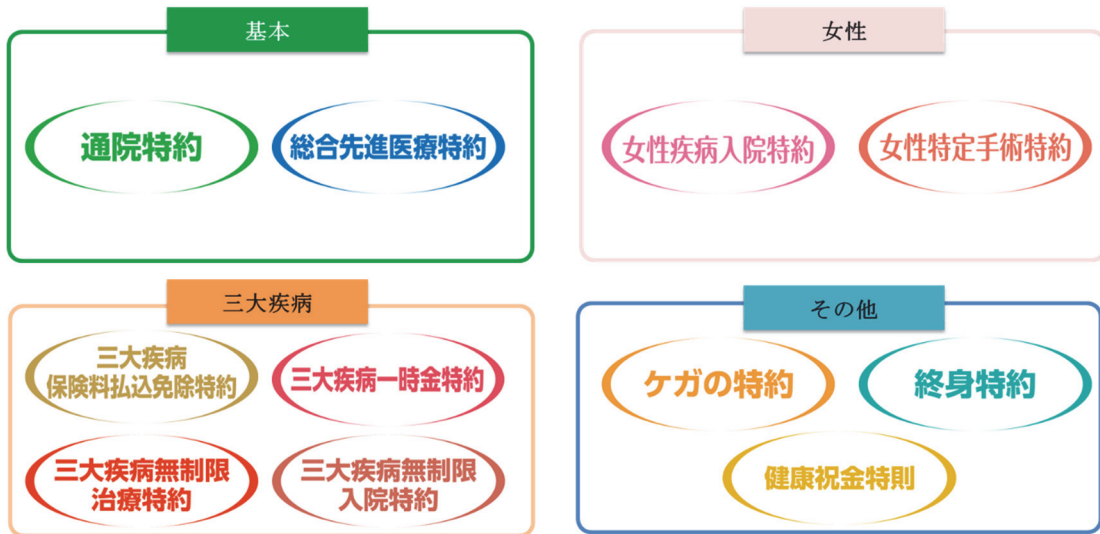 基本
通院特約
総合先進医療特約
女性
女性疾病入院特約
女性特定手術特約
三大疾病
三大疾病
保険料払込免除特約
三大疾病一時金特約
三大疾病無制限
治療特約
三大疾病無制限
入院特約
その他
ケガの特約
終身特約
健康祝金特則